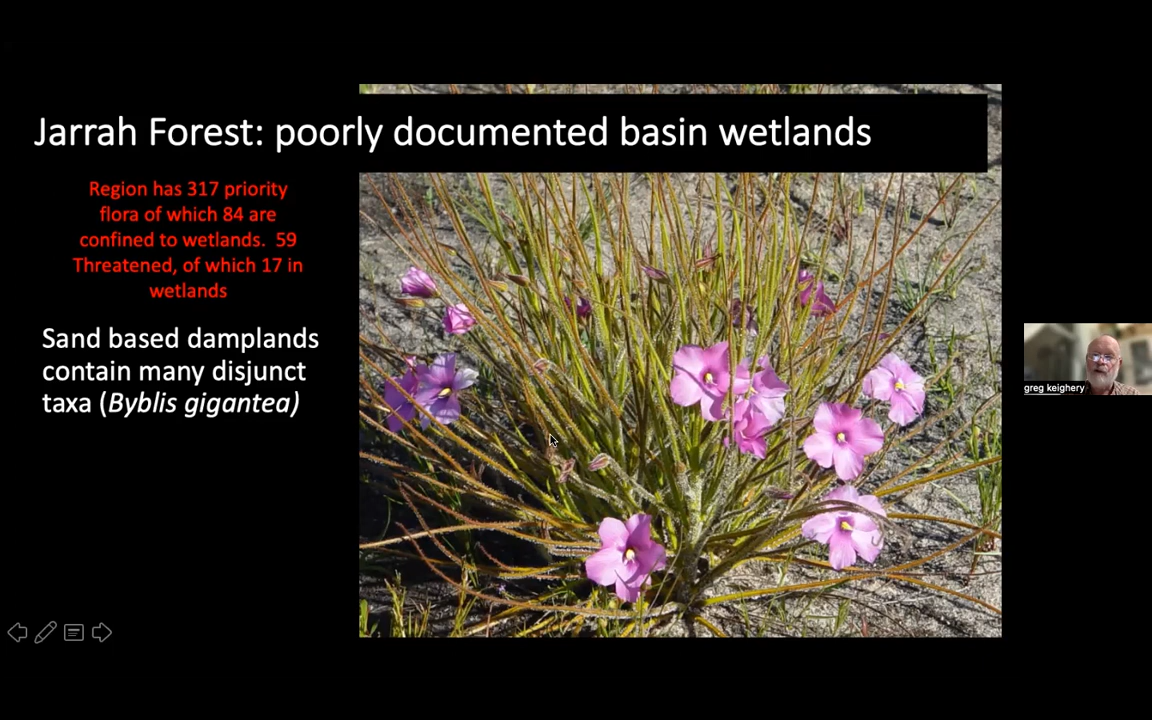 Jarrah Forest: poorly documented basin wetlands
Region has 317 priority
flora of which 84 are
confined to wetlands.  59
Threatened, of which 17 in
wetlands
Sand based damplands
contain many disjunct
taxa (Byblis gigantea)
greg keighery